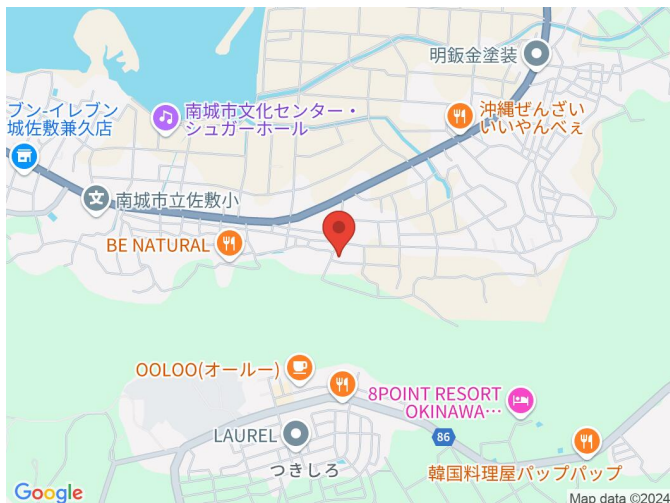 明鈑金塗装
沖縄ぜんざい
いいやんべぇ
南城市文化センター・
シュガーホール
ブン-イレブン
城佐敷兼久店
南城市立佐敷小
BE NATURAL
OOLOO(オールー)
8POINT RESORT
OKINAWA…
86
LAUREL
つきしろ
韓国料理屋パップパップ
Google
Map data ©2024